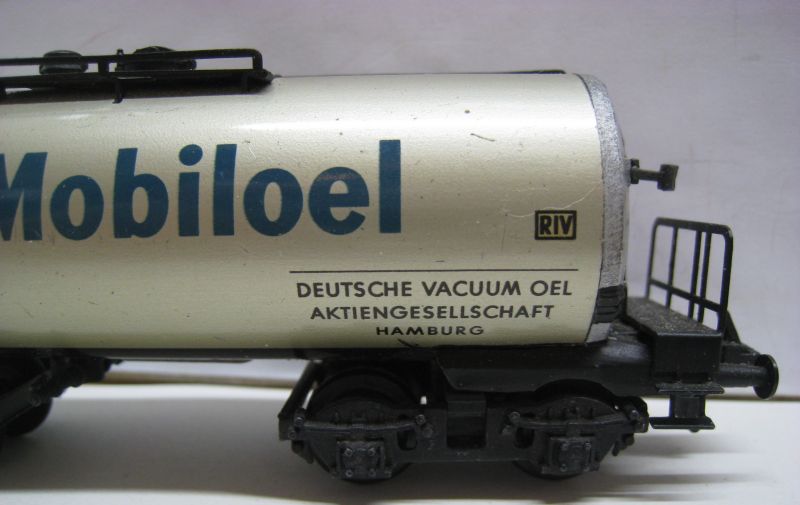 Mobiloel
RIV
DEUTSCHE VACUUM OEL
AKTIENGESELLSCHAFT
HAMBURG